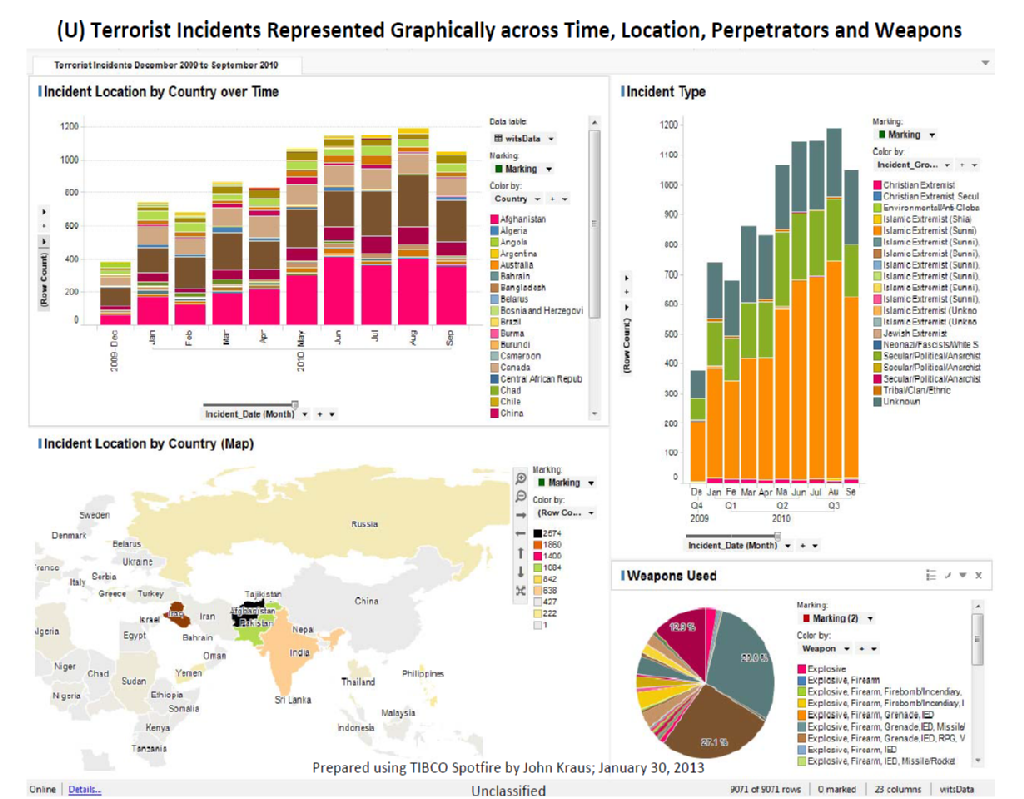 (U) Terrorist Incidents Represented Graphically across Time, Location, Perpetrators and Weapons
Terrorist Incidents December 2009 to September 2010
Incident Location by Country over Time
1200
1000
800
600
400
200
0
(Row Count)
2009 Dec
Jan
Feb
Mar
Apr
2010 May
Jun
Jul
Aug
Sep
Incident_Date (Month)
Data table:
witsData
Marking:
Marking
Color by:
Country
Afghanistan
Algeria
Angola
Argentina
Australia
Bahrain
Bangladesh
Belarus
Bosnia and Herzegovi
Brazil
Burma
Burundi
Cameroon
Canada
Central African Repub
Chad
Chile
China
Incident Type
1200
1100
1000
900
800
700
600
500
400
300
200
100
0
(Row Count)
De Jan Fe Mar Apr Ma Jun Jul Au Se
Q4 Q1 Q2 Q3
2009 2010
Incident_Date (Month)
Marking:
Marking
Color by:
Incident_Gro...
Christian Extremist
Christian Extremist, Secul
Environmental/Anti-Globa
Islamic Extremist (Shia)
Islamic Extremist (Sunni)
Islamic Extremist (Sunni),
Islamic Extremist (Sunni),
Islamic Extremist (Sunni),
Islamic Extremist (Sunni),
Islamic Extremist (Sunni),
Islamic Extremist (Sunni),
Islamic Extremist (Unkno
Islamic Extremist (Unkno
Jewish Extremist
Neonazi/Fascists/White S
Secular/Political/Anarchist
Secular/Political/Anarchist
Secular/Political/Anarchist
Tribal/Clan/Ethnic
Unknown
Incident Location by Country (Map)
Sweden
Russia
Denmark
Belarus
Ukraine
Italy
Serbia
Greece
Turkey
Tajikistan
China
Iraq
Iran
Afghanistan
Israel
Pakistan
Nepal
Egypt
Bahrain
India
Oman
Niger
Chad
Sudan
Yemen
Thailand
Philippines
Nigeria
Ethiopia
Somalia
Sri Lanka
Malaysia
Kenya
Indonesia
Tanzania
Marking:
Marking
Color by:
(Row Co...
2574
1860
1400
1084
842
638
427
222
1
Weapons Used
Marking:
Marking (2)
Color by:
Weapon
Explosive
Explosive, Firearm
Explosive, Firearm, Firebomb/Incendiary,
Explosive, Firearm, Firebomb/Incendiary, I
Explosive, Firearm, Grenade, IED
Explosive, Firearm, Grenade, IED, Missile/
Explosive, Firearm, Grenade, IED, RPG, V
Explosive, Firearm, IED
Explosive, Firearm, IED, Missile/Rocket
Prepared using TIBCO Spotfire by John Kraus; January 30, 2013
Online
Details...
Unclassified
9071 of 9071 rows
0 marked
23 columns
witsData